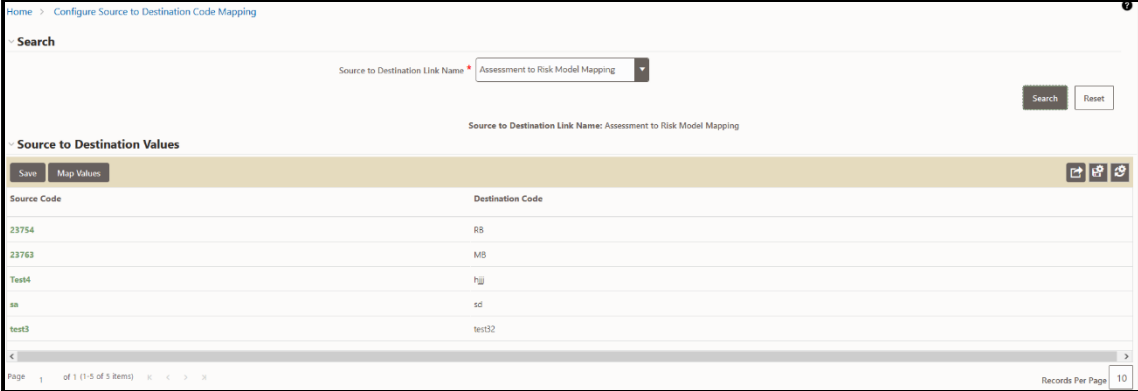 Home > Configure Source to Destination Code Mapping
?
Search
Source to Destination Link Name * Assessment to Risk Model Mapping
Search Reset
Source to Destination Link Name: Assessment to Risk Model Mapping
Source to Destination Values
Save Map Values
Source Code Destination Code
23754 RB
23763 MB
Test4 hjjj
sa sd
test3 test32
Page 1 of 1 (1-5 of 5 items) K < > X
Records Per Page 10